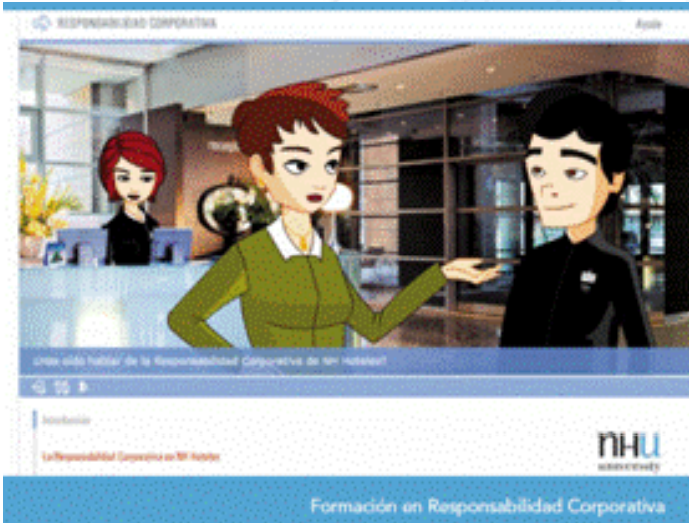 RESPONSABILIDAD CORPORATIVA
Ayuda
¿Has oído hablar de la Responsabilidad Corporativa de NH Hoteles?
Introducción
La Responsabilidad Corporativa en NH Hoteles
nhu
university
Formación en Responsabilidad Corporativa